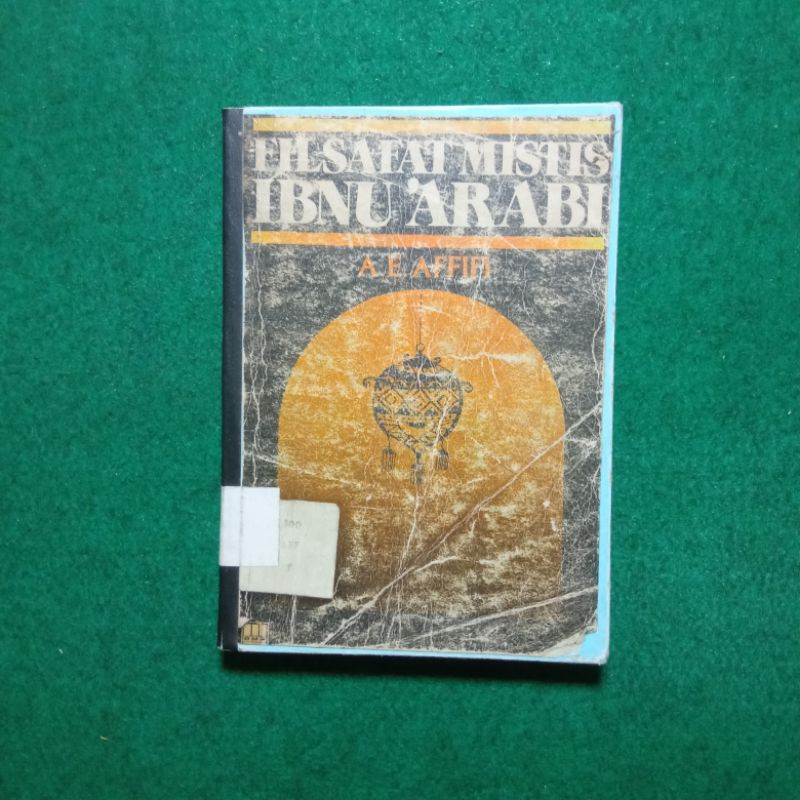 FILSAFAT MISTIS
IBNU 'ARABI
A. E. AFFIFI